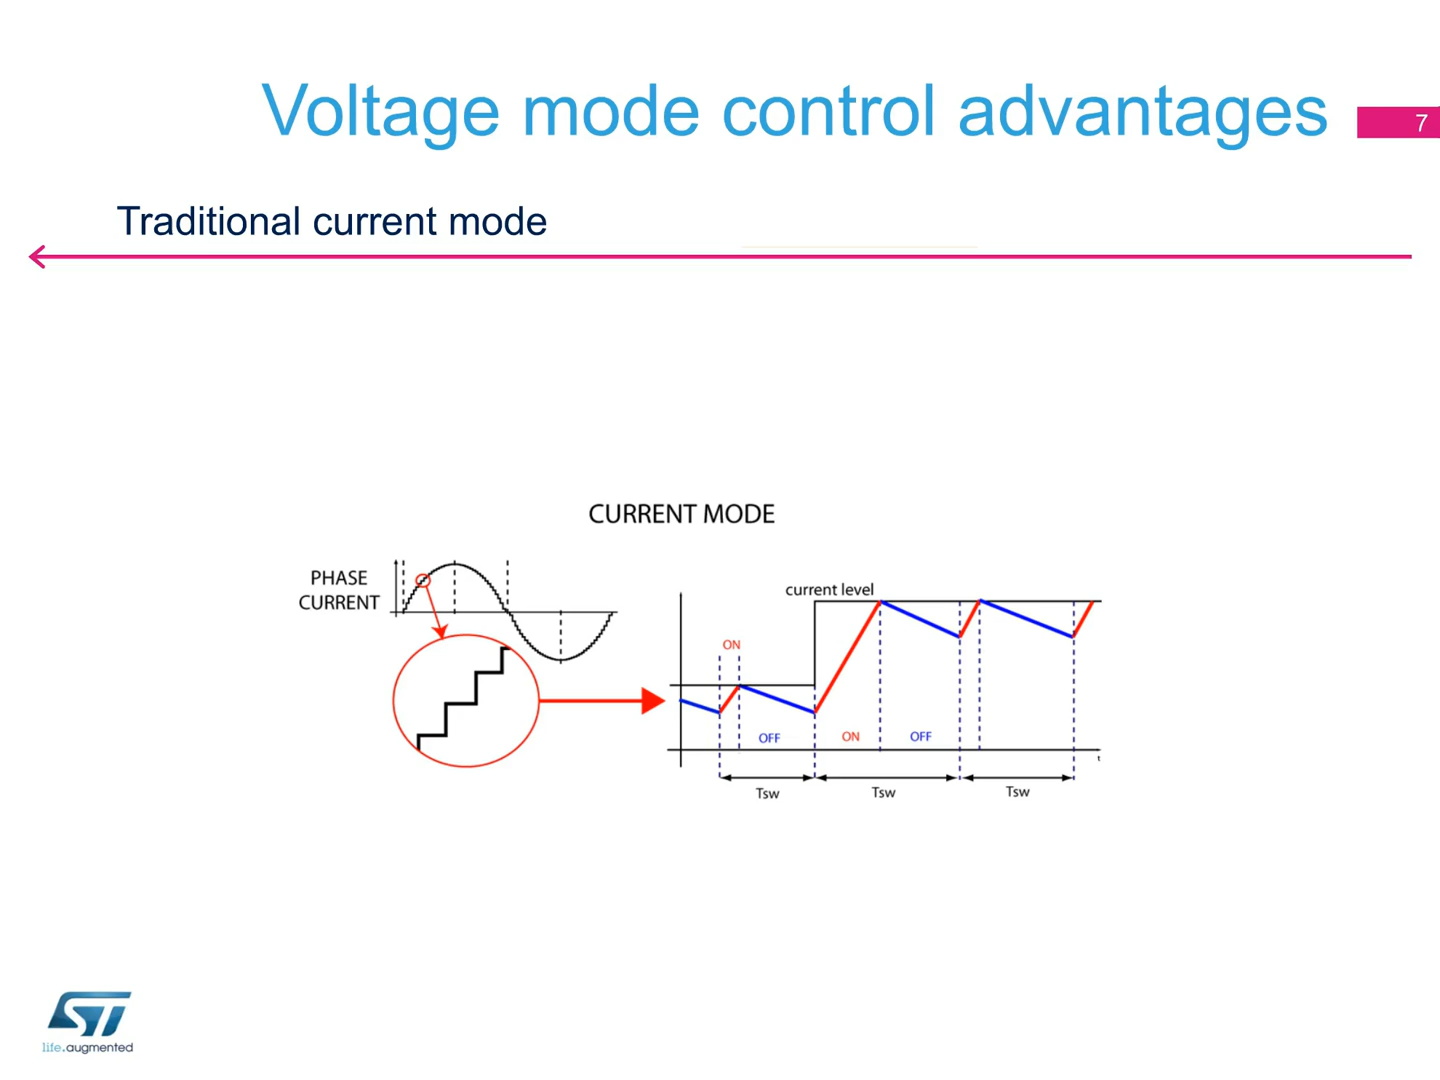 Voltage mode control advantages
7
Traditional current mode
CURRENT MODE
PHASE
CURRENT
current level
ON
OFF
ON
OFF
t
Tsw
Tsw
Tsw
ST
life.augmented